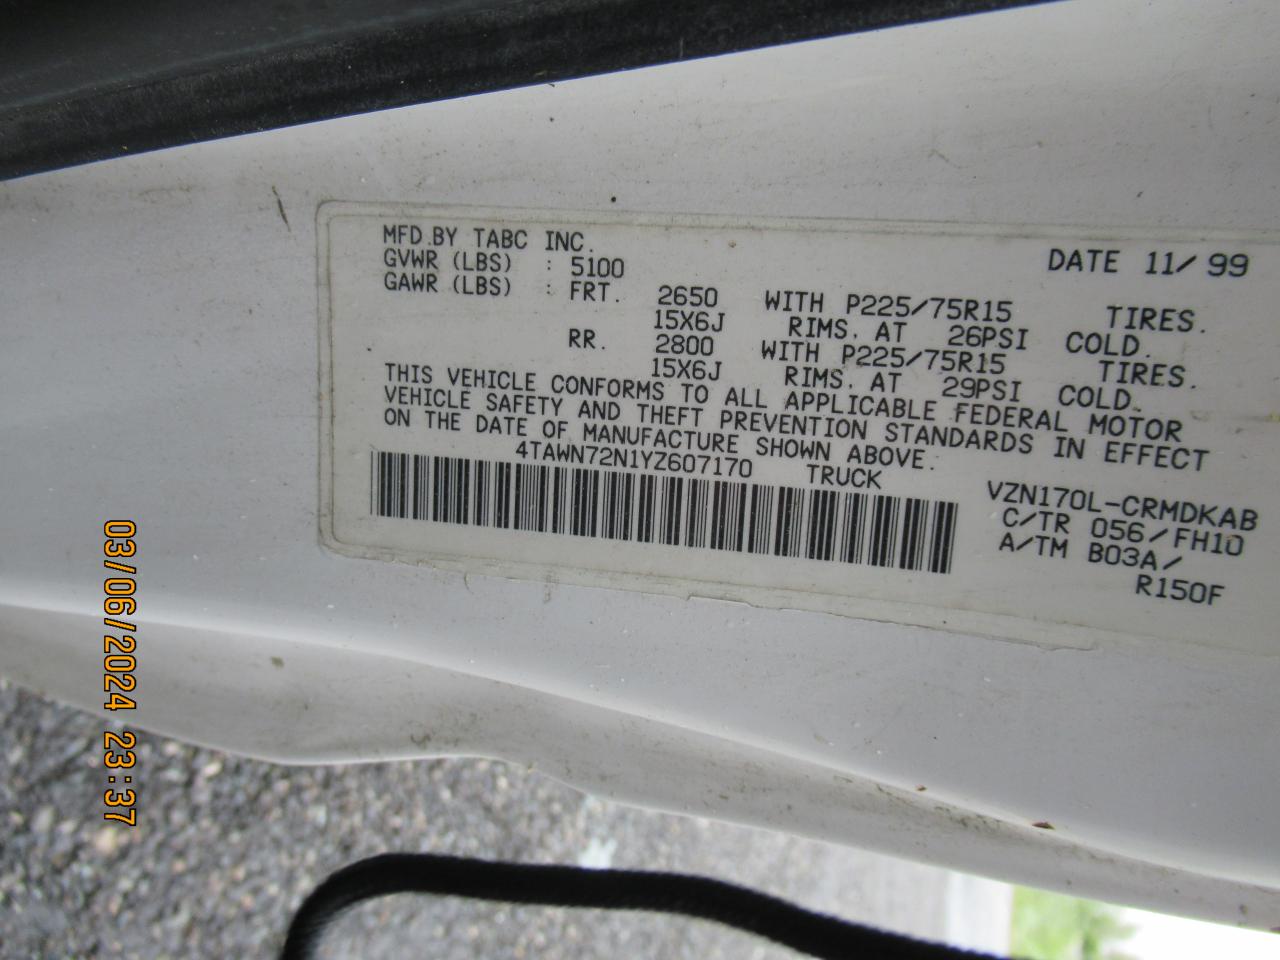 MFD.BY TABC INC. DATE 11/99
GVWR (LBS) : 5100
GAWR (LBS) : FRT. 2650 WITH P225/75R15 TIRES.
15X6J RIMS. AT 26PSI COLD.
RR. 2800 WITH P225/75R15 TIRES.
15X6J RIMS. AT 29PSI COLD.
THIS VEHICLE CONFORMS TO ALL APPLICABLE FEDERAL MOTOR
VEHICLE SAFETY AND THEFT PREVENTION STANDARDS IN EFFECT
ON THE DATE OF MANUFACTURE SHOWN ABOVE.
4TAWN72N1YZ607170 TRUCK
VZN170L-CRMDKAB
C/TR 056/FH10
A/TM B03A/
R150F
03/06/2024 23:37